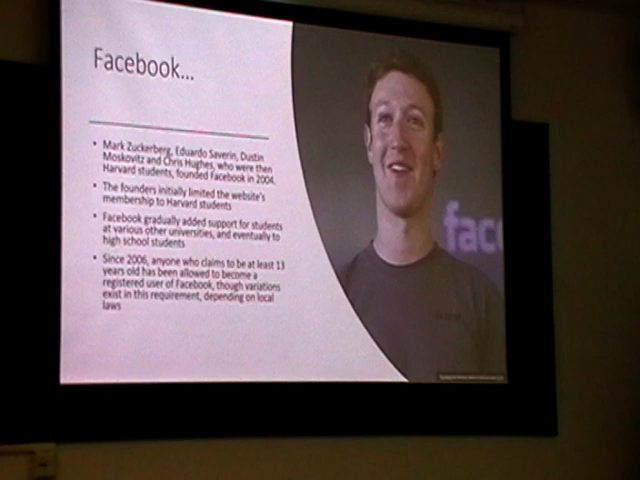 Facebook...
• Mark Zuckerberg, Eduardo Saverin, Dustin
Moskovitz and Chris Hughes, who were then
Harvard students, founded Facebook in 2004.
• The founders initially limited the website's
membership to Harvard students
• Facebook gradually added support for students
at various other universities, and eventually to
high school students
• Since 2006, anyone who claims to be at least 13
years old has been allowed to become a
registered user of Facebook, though variations
exist in this requirement, depending on local
laws
face